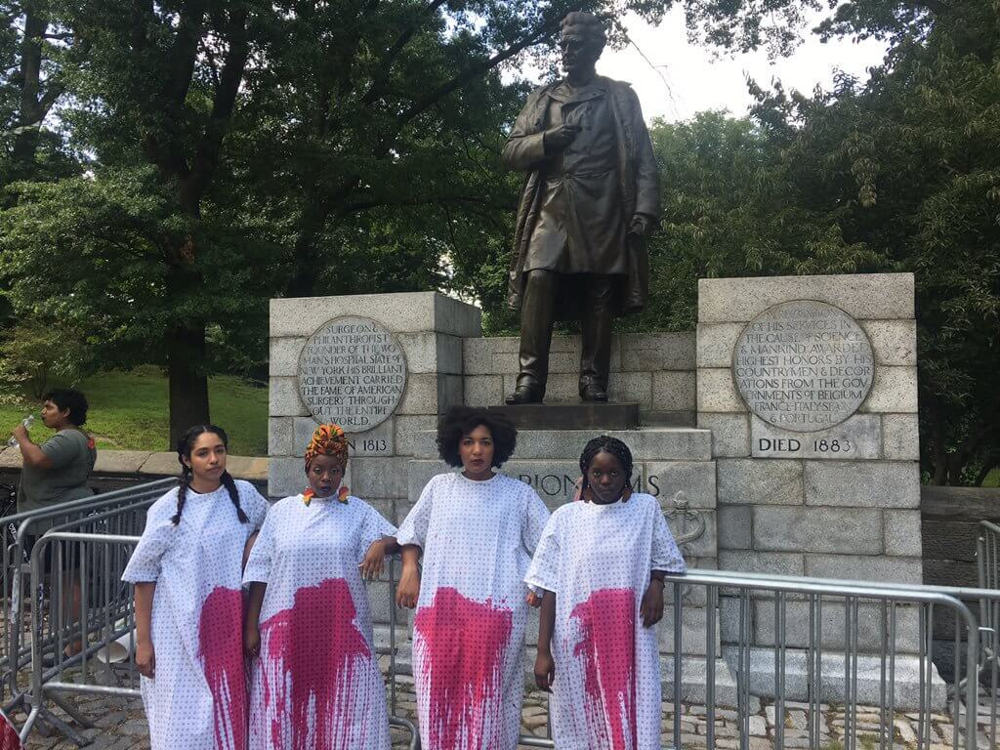 SURGEON &
PHILANTHROPIST
FOUNDER OF THE WO-
MAN'S HOSPITAL STATE OF
NEW YORK HIS BRILLIANT
ACHIEVEMENT CARRIED
THE FAME OF AMERICAN
SURGERY THROUGH-
OUT THE ENTIRE
WORLD
N 1813
OF HIS SERVICES IN
THE CAUSE OF SCIENCE
& MANKIND AWARDED
HIGHEST HONORS BY HIS
COUNTRYMEN & DECOR-
ATIONS FROM THE GOV-
ERNMENTS OF BELGIUM
FRANCE·ITALY·SPAIN
& PORTUGAL
DIED 1883
RION
MS